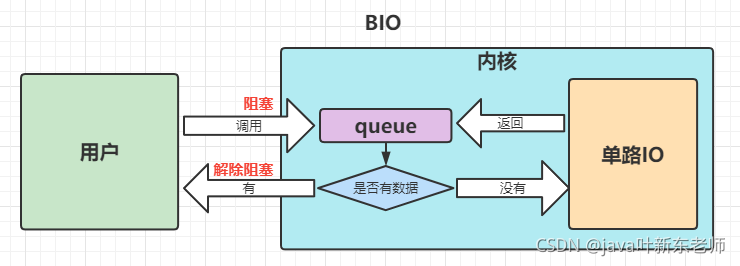 BIO
内核
用户
阻塞
调用
queue
返回
单路IO
解除阻塞
有
是否有数据
没有
CSDN @java叶新东老师